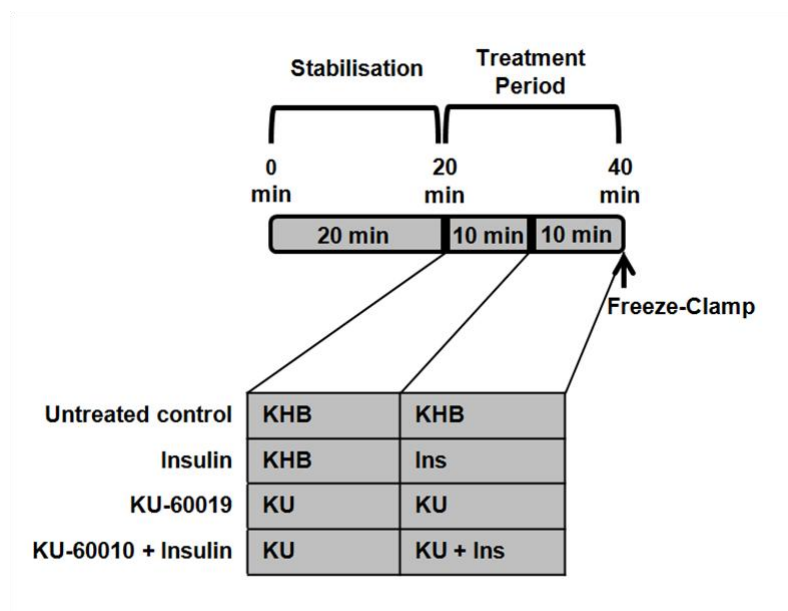 Stabilisation
Treatment
Period
0
min
20
min
40
min
20 min
10 min
10 min
Freeze-Clamp
Untreated control
KHB
KHB
Insulin
KHB
Ins
KU-60019
KU
KU
KU-60010 + Insulin
KU
KU + Ins